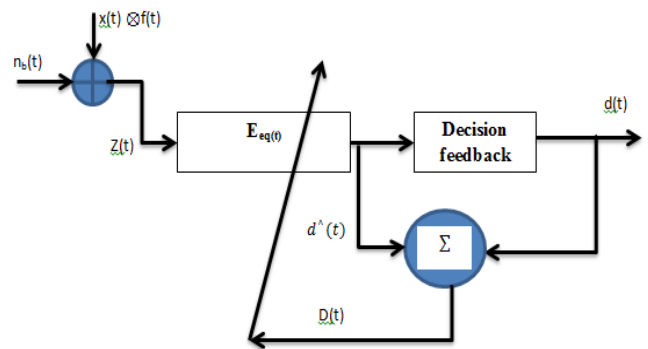 x(t) ⊗f(t)
n_b(t)
Z(t)
E_eq(t)
Decision
feedback
d(t)
d^(t)
Σ
D(t)